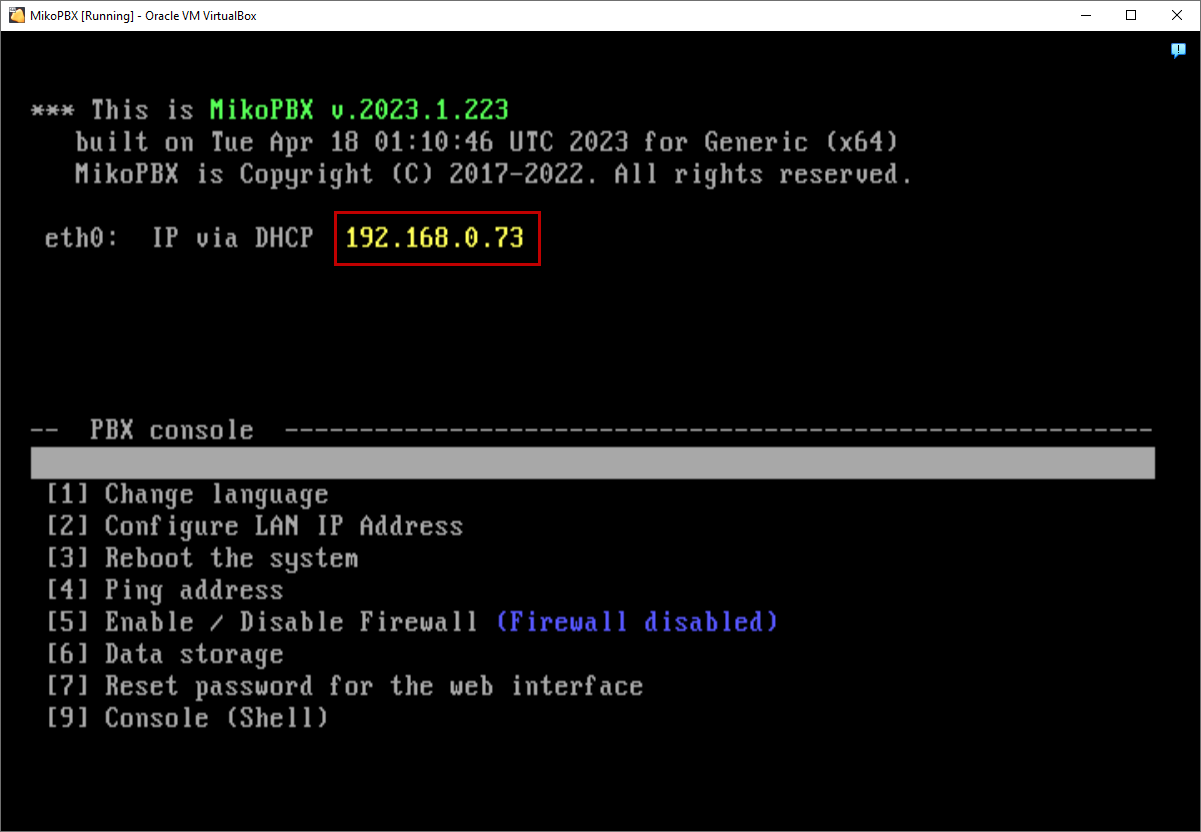 MikoPBX [Running] - Oracle VM VirtualBox
*** This is MikoPBX v.2023.1.223
built on Tue Apr 18 01:10:46 UTC 2023 for Generic (x64)
MikoPBX is Copyright (C) 2017-2022. All rights reserved.
eth0: IP via DHCP 192.168.0.73
-- PBX console ----------------------------------------------------------
[1] Change language
[2] Configure LAN IP Address
[3] Reboot the system
[4] Ping address
[5] Enable / Disable Firewall (Firewall disabled)
[6] Data storage
[7] Reset password for the web interface
[9] Console (Shell)